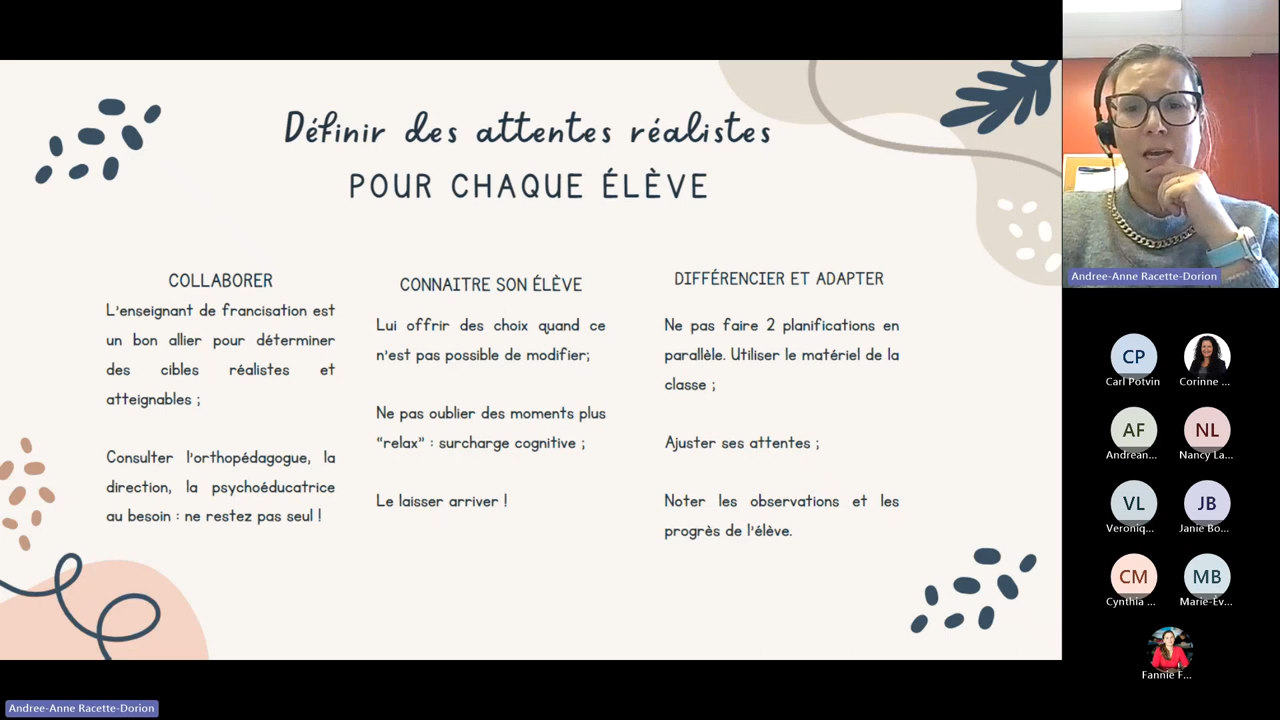 Définir des attentes réalistes
POUR CHAQUE ÉLÈVE
COLLABORER
L'enseignant de francisation est
un bon allier pour déterminer
des cibles réalistes et
atteignables ;
Consulter l'orthopédagogue, la
direction, la psychoéducatrice
au besoin : ne restez pas seul !
CONNAITRE SON ÉLÈVE
Lui offrir des choix quand ce
n'est pas possible de modifier;
Ne pas oublier des moments plus
“relax” : surcharge cognitive ;
Le laisser arriver !
DIFFÉRENCIER ET ADAPTER
Ne pas faire 2 planifications en
parallèle. Utiliser le matériel de la
classe ;
Ajuster ses attentes ;
Noter les observations et les
progrès de l'élève.
Andree-Anne Racette-Dorion
CP
Carl Potvin
Corinne ...
AF
Andréan...
NL
Nancy La...
VL
Véroniq...
JB
Janie Bo...
CM
Cynthia ...
MB
Marie-Èv...
Fannie F...
Andree-Anne Racette-Dorion